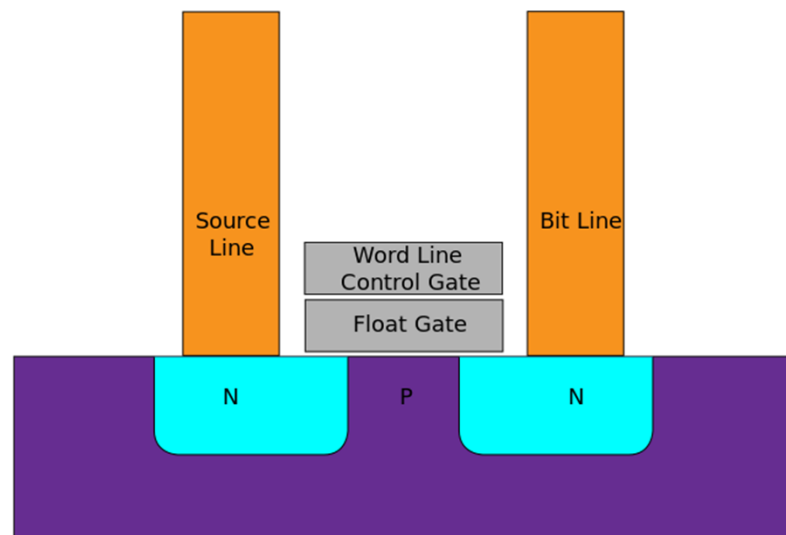 Source
Line
Word Line
Control Gate
Float Gate
Bit Line
N
P
N